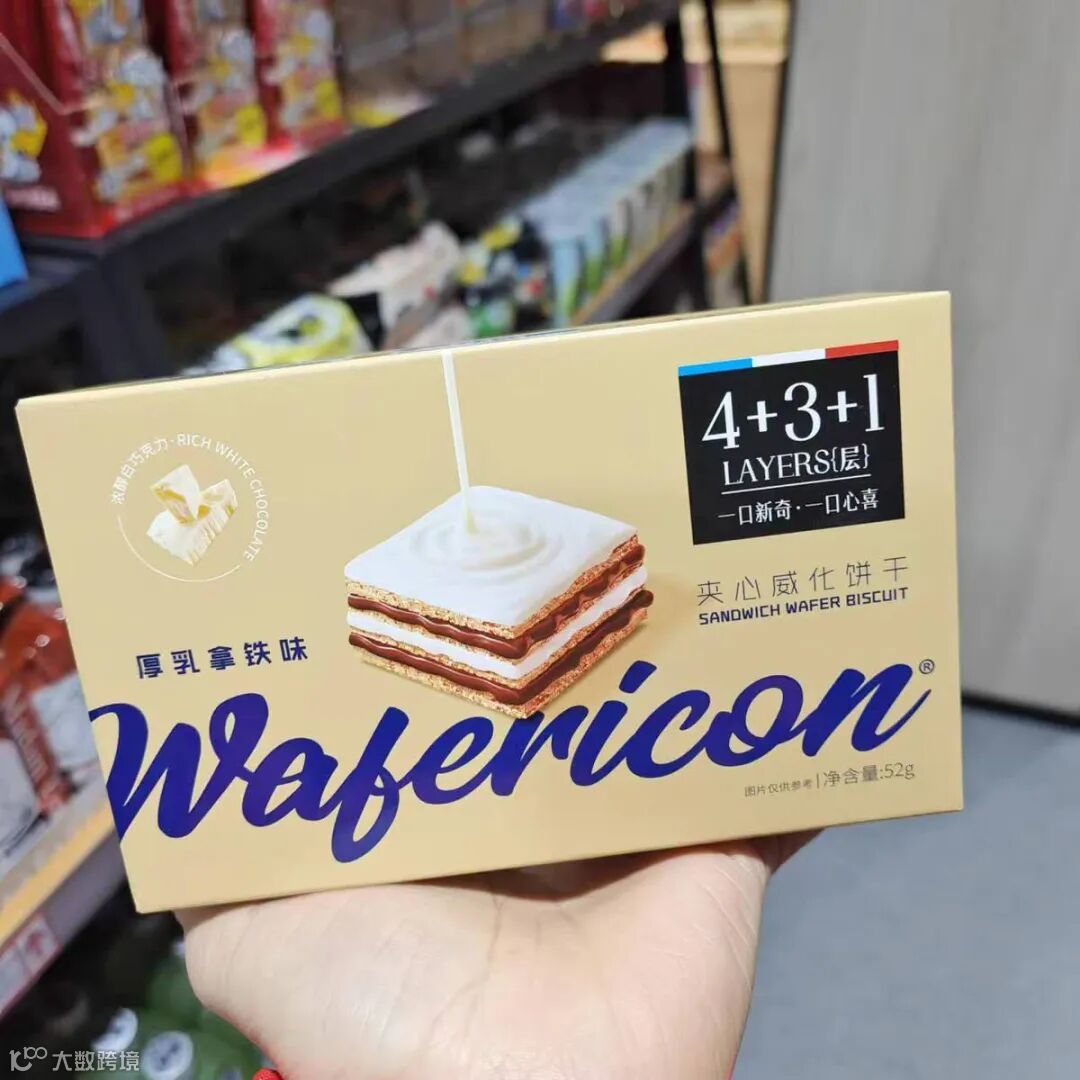 浓醇白巧克力·RICH WHITE CHOCOLATE
4+3+1
LAYERS{层}
一口新奇·一口心喜
夹心威化饼干
SANDWICH WAFER BISCUIT
厚乳拿铁味
Wafericon®
图片仅供参考|净含量:52g
大数跨境